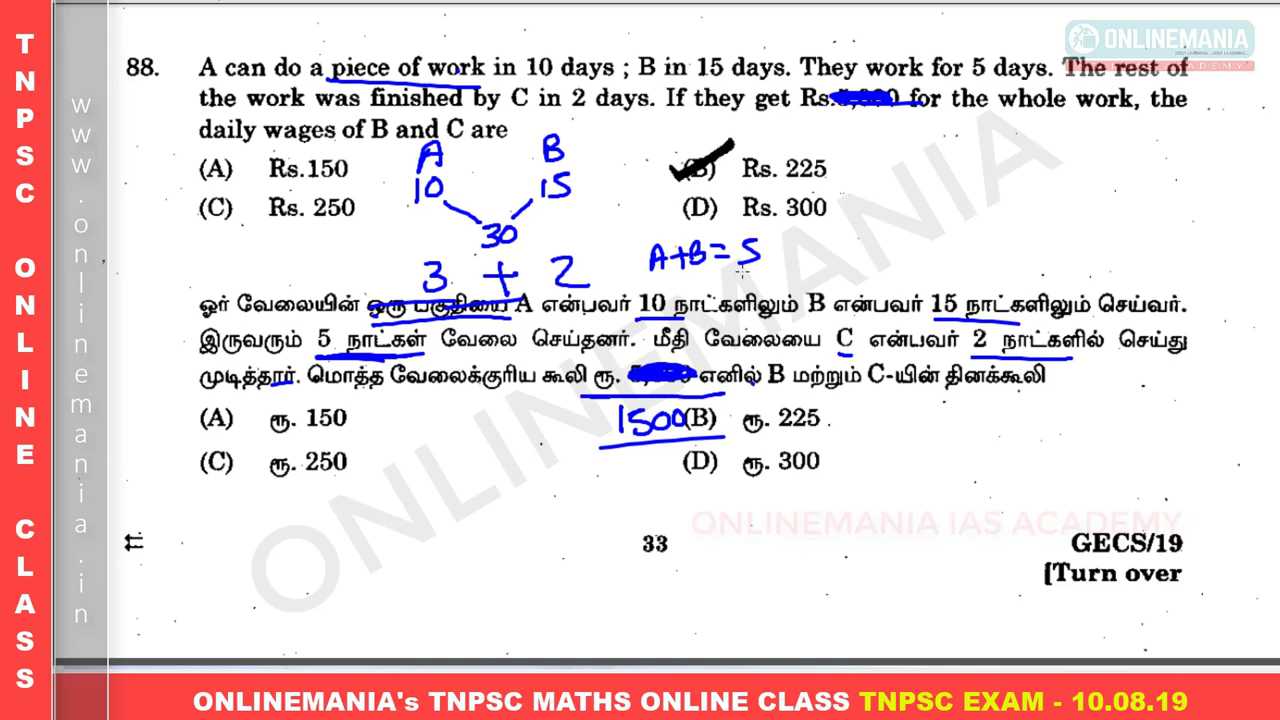 TNPSC ONLINE CLASS
www.onlinemania.in
ONLINEMANIA
88. A can do a piece of work in 10 days ; B in 15 days. They work for 5 days. The rest of
the work was finished by C in 2 days. If they get Rs. for the whole work, the
daily wages of B and C are
A B
(A) Rs.150 (B) Rs. 225
10 15
(C) Rs. 250 (D) Rs. 300
30
A+B=5
3 + 2
ஓர் வேலையின் ஒரு பகுதியை A என்பவர் 10 நாட்களிலும் B என்பவர் 15 நாட்களிலும் செய்வர்.
இருவரும் 5 நாட்கள் வேலை செய்தனர். மீதி வேலையை C என்பவர் 2 நாட்களில் செய்து
முடித்தார். மொத்த வேலைக்குரிய கூலி ரூ. எனில் B மற்றும் C-யின் தினக்கூலி
(A) ரூ. 150 1500 (B) ரூ. 225
(C) ரூ. 250 (D) ரூ. 300
ONLINEMANIA
ONLINEMANIA IAS ACADEMY
33 GECS/19
[Turn over
ONLINEMANIA's TNPSC MATHS ONLINE CLASS TNPSC EXAM - 10.08.19